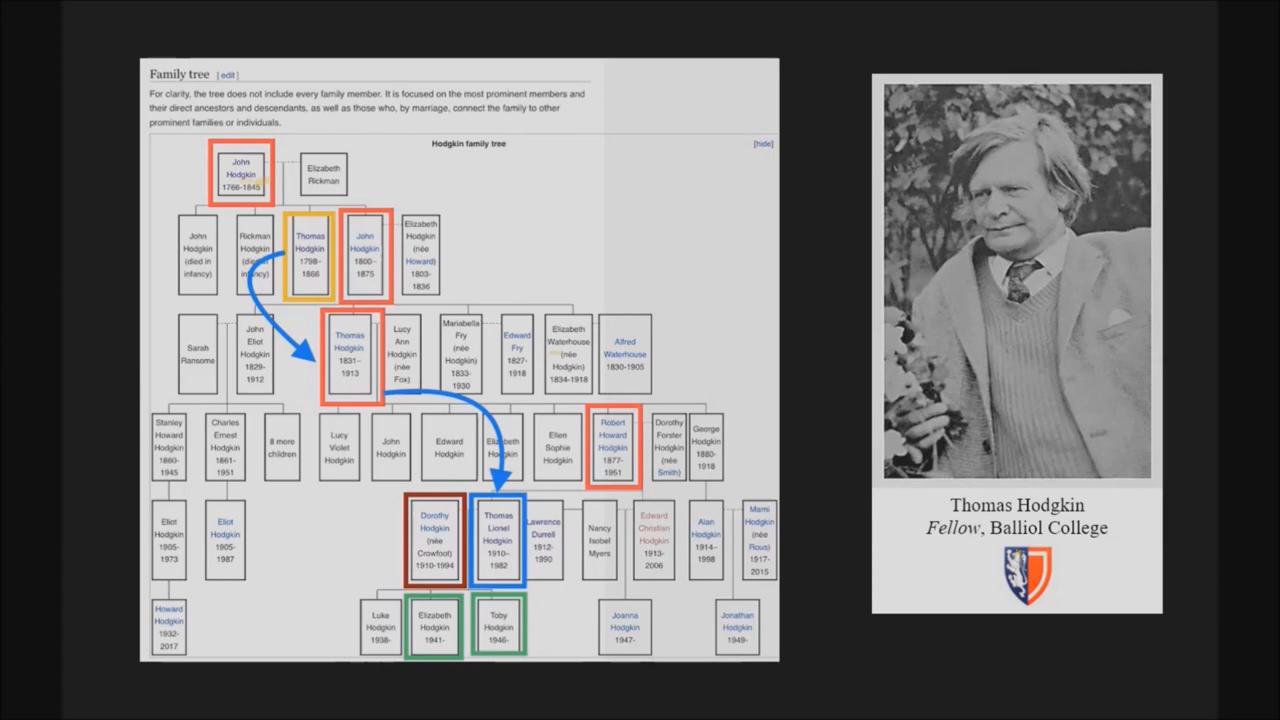 Family tree [ edit ]
For clarity, the tree does not include every family member. It is focused on the most prominent members and
their direct ancestors and descendants, as well as those who, by marriage, connect the family to other
prominent families or individuals.
Hodgkin family tree
[hide]
John
Hodgkin
1766-1845
Elizabeth
Rickman
John
Hodgkin
(died in
infancy)
Rickman
Hodgkin
(died in
infancy)
Thomas
Hodgkin
1798–
1866
John
Hodgkin
1800-
1875
Elizabeth
Hodgkin
(née
Howard)
1803-
1836
Sarah
Ransome
John
Eliot
Hodgkin
1829-
1912
Thomas
Hodgkin
1831–
1913
Lucy
Ann
Hodgkin
(née
Fox)
Mariabella
Fry
(née
Hodgkin)
1833-
1930
Edward
Fry
1827-
1918
Elizabeth
Waterhouse
(née
Hodgkin)
1834-1918
Alfred
Waterhouse
1830-1905
Stanley
Howard
Hodgkin
1860-
1945
Charles
Ernest
Hodgkin
1861-
1951
8 more
children
Lucy
Violet
Hodgkin
John
Hodgkin
Edward
Hodgkin
Elizabeth
Hodgkin
Ellen
Sophie
Hodgkin
Robert
Howard
Hodgkin
1877-
1951
Dorothy
Forster
Hodgkin
(née
Smith)
George
Hodgkin
1880-
1918
Eliot
Hodgkin
1905-
1973
Eliot
Hodgkin
1905-
1987
Dorothy
Hodgkin
(née
Crowfoot)
1910-1994
Thomas
Lionel
Hodgkin
1910–
1982
Lawrence
Durrell
1912-
1990
Nancy
Isobel
Myers
Edward
Christian
Hodgkin
1913-
2006
Alan
Hodgkin
1914–
1998
Marni
Hodgkin
(née
Rous)
1917-
2015
Howard
Hodgkin
1932-
2017
Luke
Hodgkin
1938-
Elizabeth
Hodgkin
1941-
Toby
Hodgkin
1946-
Joanna
Hodgkin
1947-
Jonathan
Hodgkin
1949-
Thomas Hodgkin
Fellow, Balliol College